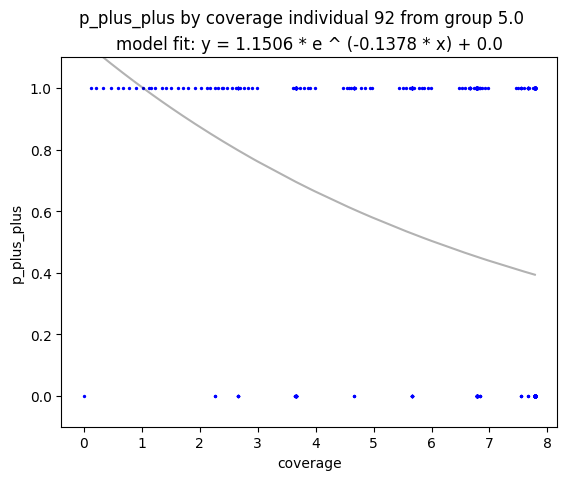 p_plus_plus by coverage individual 92 from group 5.0
model fit: y = 1.1506 * e ^ (-0.1378 * x) + 0.0
1.0
0.8
0.6
0.4
0.2
0.0
p_plus_plus
0 1 2 3 4 5 6 7 8
coverage